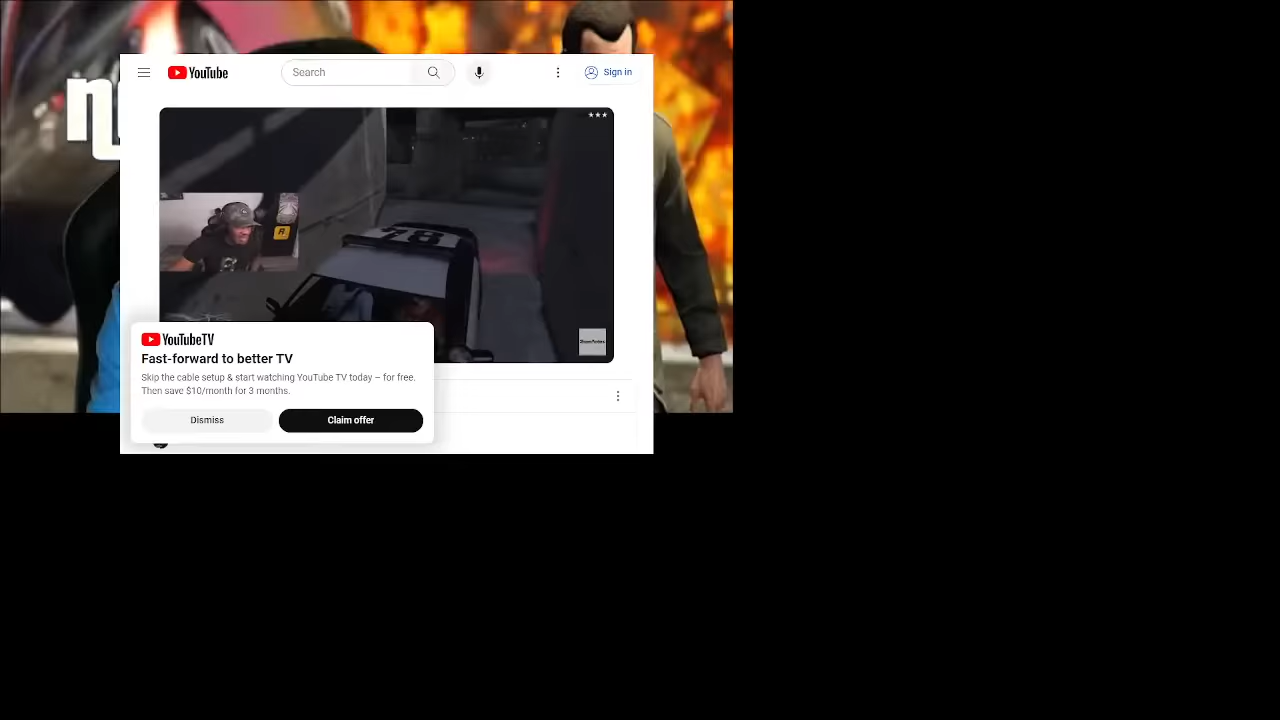 YouTube
Search
Sign in
78
YouTubeTV
Fast-forward to better TV
Skip the cable setup & start watching YouTube TV today – for free.
Then save $10/month for 3 months.
Dismiss
Claim offer